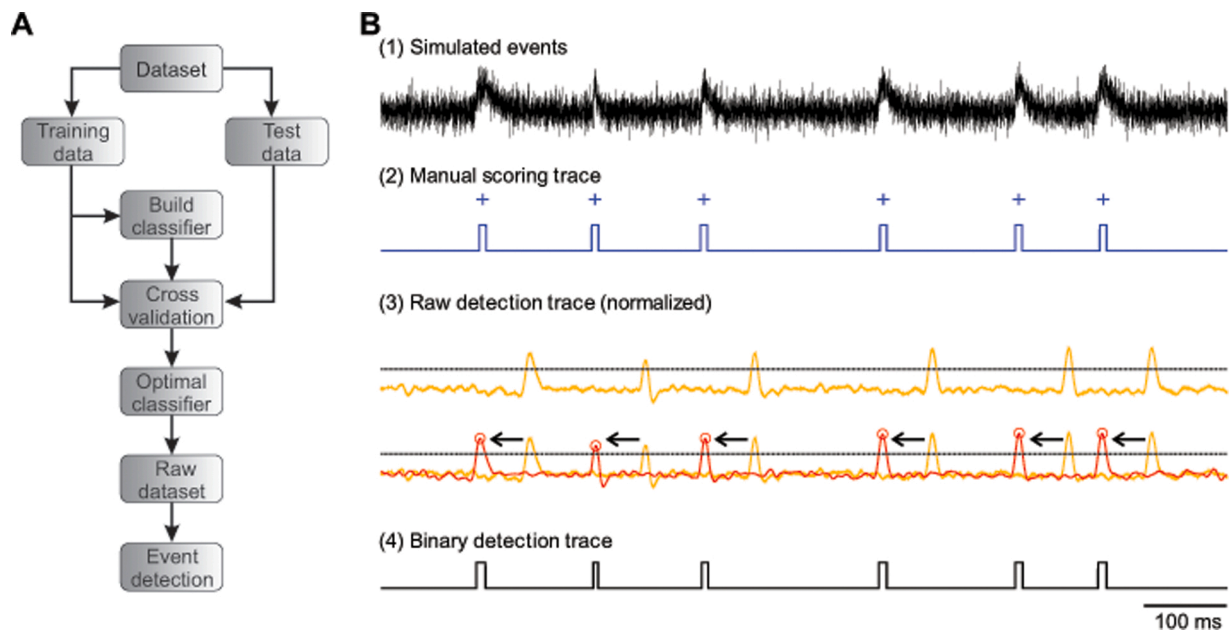 A
Dataset
Training
data
Test
data
Build
classifier
Cross
validation
Optimal
classifier
Raw
dataset
Event
detection
B
(1) Simulated events
(2) Manual scoring trace
+ + + + + +
(3) Raw detection trace (normalized)
(4) Binary detection trace
100 ms